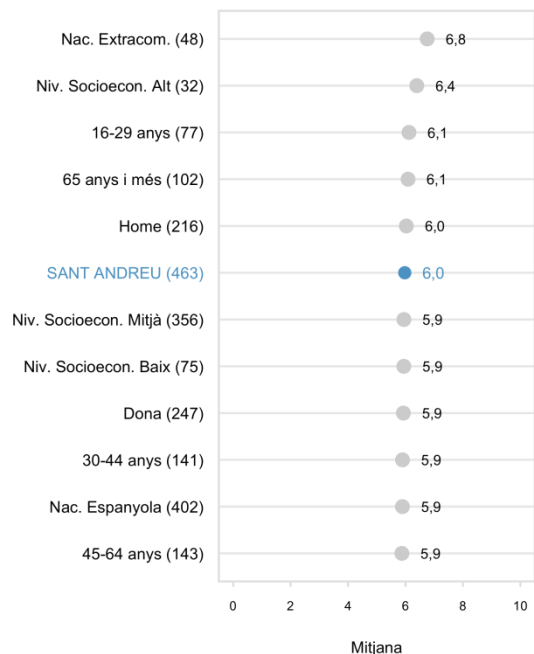 Nac. Extracom. (48) 6,8
Niv. Socioecon. Alt (32) 6,4
16-29 anys (77) 6,1
65 anys i més (102) 6,1
Home (216) 6,0
SANT ANDREU (463) 6,0
Niv. Socioecon. Mitjà (356) 5,9
Niv. Socioecon. Baix (75) 5,9
Dona (247) 5,9
30-44 anys (141) 5,9
Nac. Espanyola (402) 5,9
45-64 anys (143) 5,9
0 2 4 6 8 10
Mitjana